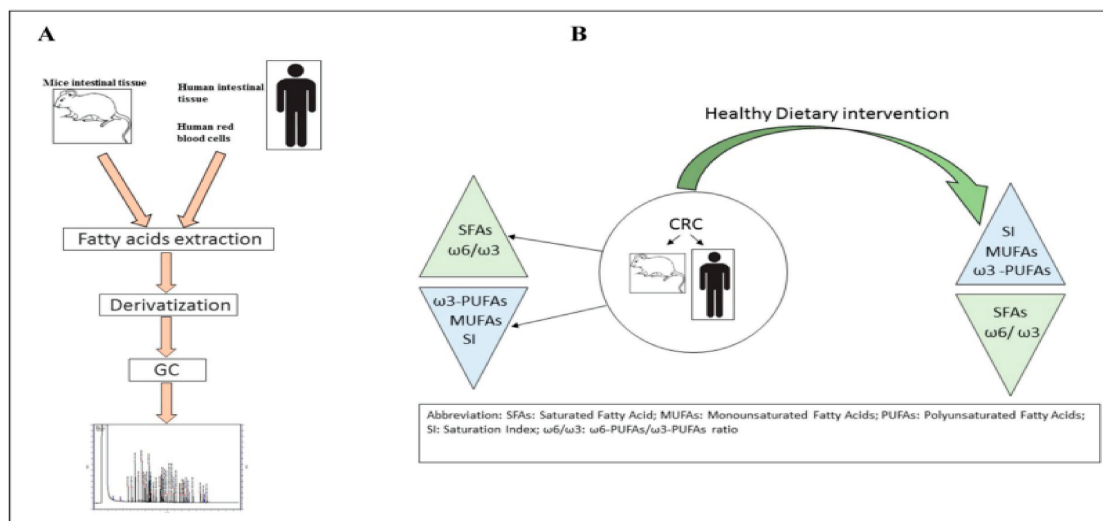 A
Mice intestinal tissue
Human intestinal
tissue
Human red
blood cells
Fatty acids extraction
Derivatization
GC
B
Healthy Dietary intervention
SFAs
ω6/ω3
ω3-PUFAs
MUFAs
SI
CRC
SI
MUFAs
ω3 -PUFAs
SFAs
ω6/ ω3
Abbreviation: SFAs: Saturated Fatty Acid; MUFAs: Monounsaturated Fatty Acids; PUFAs: Polyunsaturated Fatty Acids;
SI: Saturation Index; ω6/ω3: ω6-PUFAs/ω3-PUFAs ratio